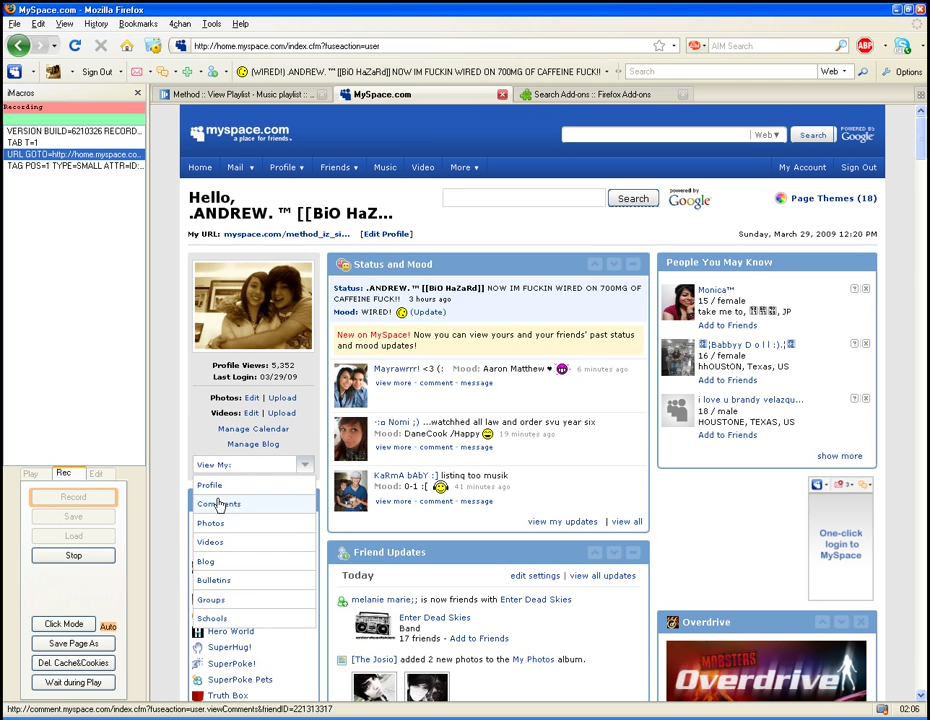 MySpace.com - Mozilla Firefox
File Edit View History Bookmarks 4chan Tools Help
http://home.myspace.com/index.cfm?fuseaction=user
AIM Search
ABP
Sign Out
(WIRED!) .ANDREW. ™ [[BiO HaZaRd]] NOW IM FUCKIN WIRED ON 700MG OF CAFFEINE FUCK!!
Search
Web
Options
iMacros
Method :: View Playlist - Music playlist :: ...
MySpace.com
Search Add-ons :: Firefox Add-ons
Recording
VERSION BUILD=6210326 RECORD...
TAB T=1
URL GOTO=http://home.myspace.co...
TAG POS=1 TYPE=SMALL ATTR=ID:...
myspace.com
a place for friends
Web
Search
POWERED BY
Google
Home Mail Profile Friends Music Video More
My Account Sign Out
Hello,
.ANDREW. ™ [[BiO HaZ...
Search
powered by
Google
Page Themes (18)
My URL: myspace.com/method_iz_si... [Edit Profile]
Sunday, March 29, 2009 12:20 PM
Profile Views: 5,352
Last Login: 03/29/09
Photos: Edit | Upload
Videos: Edit | Upload
Manage Calendar
Manage Blog
View My:
Profile
Comments
Photos
Videos
Blog
Bulletins
Groups
Schools
Hero World
SuperHug!
SuperPoke!
SuperPoke Pets
Truth Box
Status and Mood
Status: .ANDREW. ™ [[BiO HaZaRd]] NOW IM FUCKIN WIRED ON 700MG OF
CAFFEINE FUCK!! 3 hours ago
Mood: WIRED! (Update)
New on MySpace! Now you can view yours and your friends' past status
and mood updates!
Mayrawrrr! <3 (: Mood: Aaron Matthew ♥ 6 minutes ago
view more - comment - message
Nomi ;) ...watchhed all law and order svu year six
Mood: DaneCook /Happy 19 minutes ago
view more - comment - message
KaRmA bAbY :] listing too musik
Mood: 0-1 :[ 41 minutes ago
view more - comment - message
view my updates | view all
Friend Updates
Today
edit settings | view all updates
melanie marie;; is now friends with Enter Dead Skies
Enter Dead Skies
Band
17 friends - Add to Friends
[The Josio] added 2 new photos to the My Photos album.
People You May Know
Monica™
15 / female
take me to, JP
Add to Friends
Babbyy D o l l :).
16 / female
hhOUStON, Texas, US
Add to Friends
i love u brandy velazqu...
18 / male
HOUSTONE, TEXAS, US
Add to Friends
show more
One-click
login to
MySpace
Overdrive
MOBSTERS
Overdrive
Play Rec Edit
Record
Save
Load
Stop
Click Mode Auto
Save Page As
Del. Cache&Cookies
Wait during Play
http://comment.myspace.com/index.cfm?fuseaction=user.viewComments&friendID=221313317
02:06